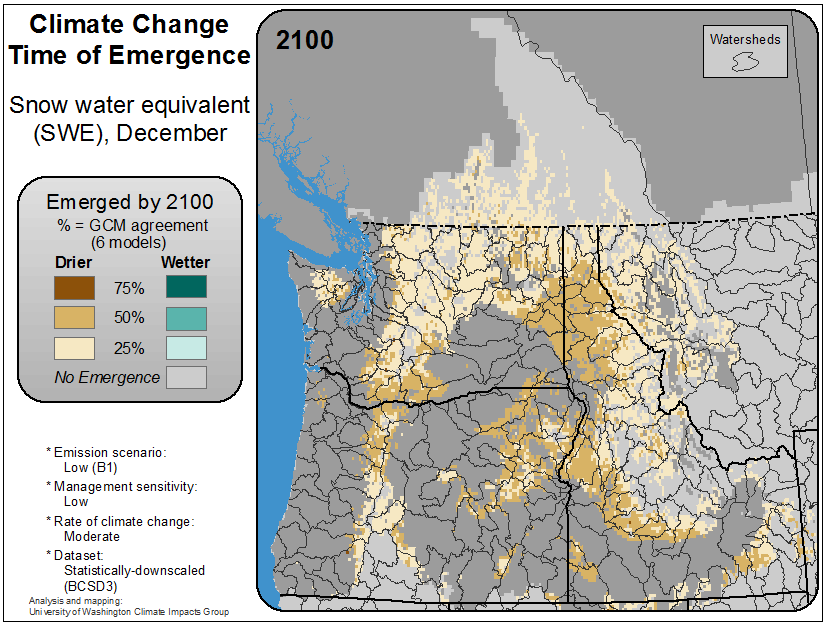 Climate Change
Time of Emergence
Snow water equivalent
(SWE), December
2100
Watersheds
Emerged by 2100
% = GCM agreement
(6 models)
Drier
Wetter
75%
50%
25%
No Emergence
* Emission scenario:
Low (B1)
* Management sensitivity:
Low
* Rate of climate change:
Moderate
* Dataset:
Statistically-downscaled
(BCSD3)
Analysis and mapping:
University of Washington Climate Impacts Group